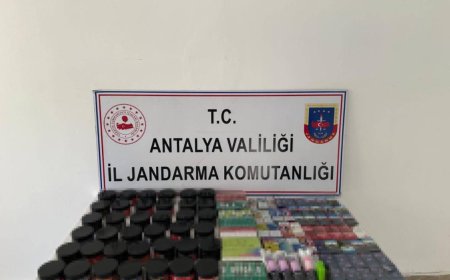 T.C.
ANTALYA VALİLİĞİ
İL JANDARMA KOMUTANLIĞI